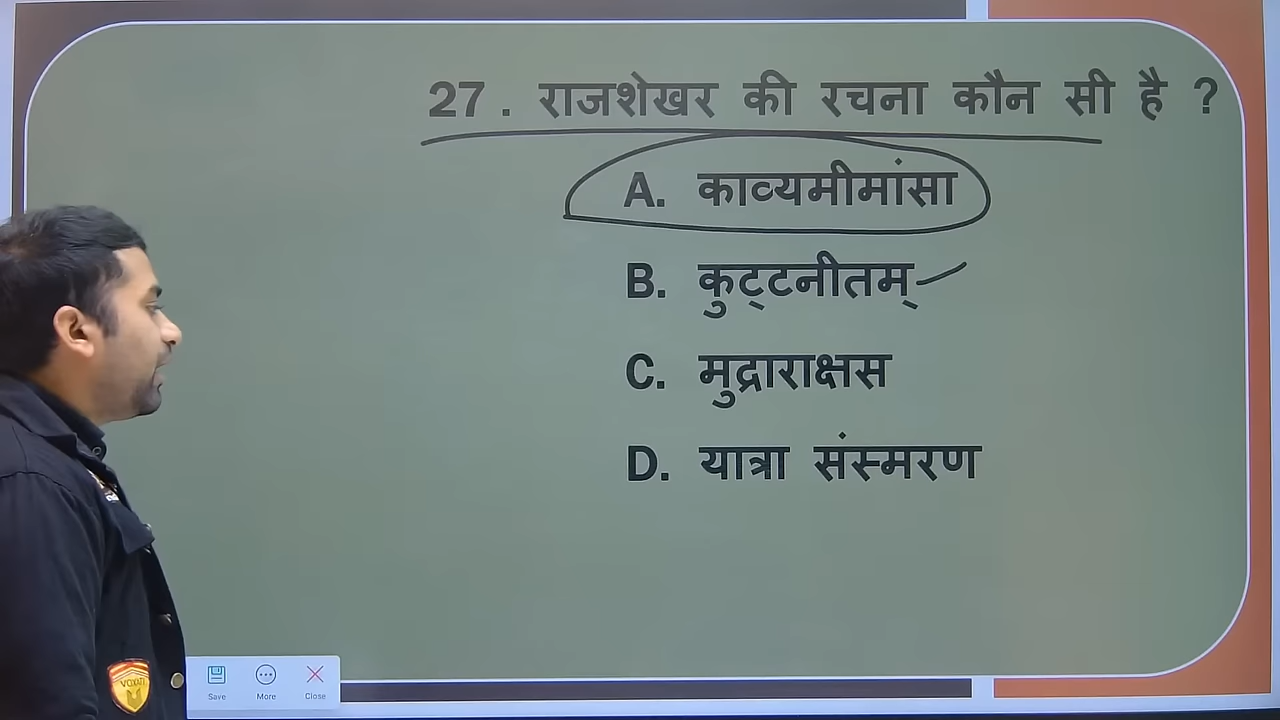 27 . राजशेखर की रचना कौन सी है ?
A. काव्यमीमांसा
B. कुट्टनीतम्
C. मुद्राराक्षस
D. यात्रा संस्मरण
Save More Close